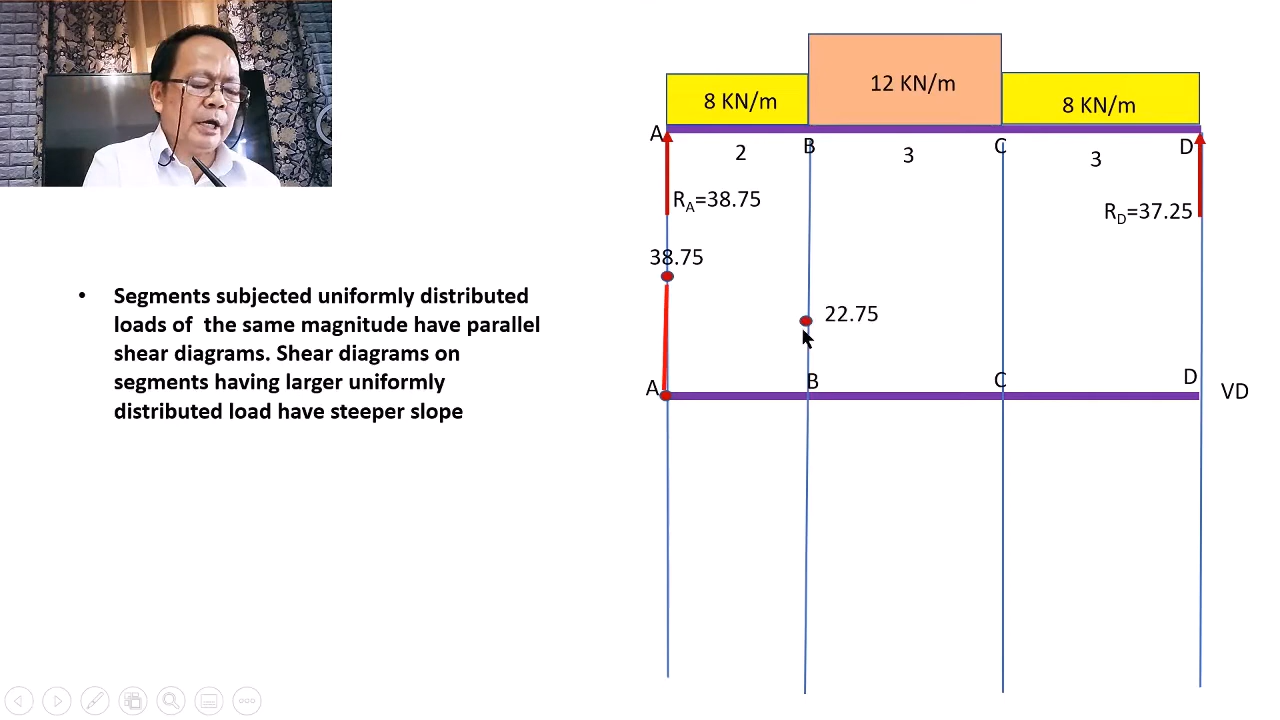 8 KN/m
12 KN/m
8 KN/m
A
B
C
D
2
3
3
R_A=38.75
R_D=37.25
38.75
22.75
A
B
C
D
VD
• Segments subjected uniformly distributed
loads of the same magnitude have parallel
shear diagrams. Shear diagrams on
segments having larger uniformly
distributed load have steeper slope